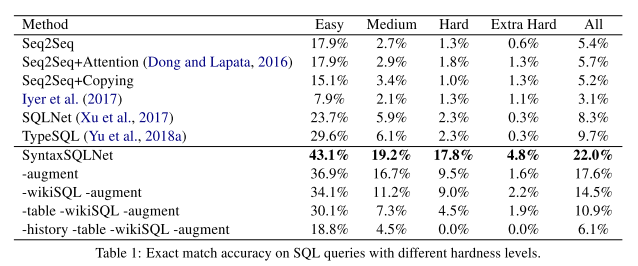 Method Easy Medium Hard Extra Hard All
Seq2Seq 17.9% 2.7% 1.3% 0.6% 5.4%
Seq2Seq+Attention (Dong and Lapata, 2016) 17.9% 2.9% 1.8% 1.3% 5.7%
Seq2Seq+Copying 15.1% 3.4% 1.0% 1.3% 5.2%
Iyer et al. (2017) 7.9% 2.1% 1.3% 1.1% 3.1%
SQLNet (Xu et al., 2017) 23.7% 5.9% 2.3% 0.3% 8.3%
TypeSQL (Yu et al., 2018a) 29.6% 6.1% 2.3% 0.3% 9.7%
SyntaxSQLNet 43.1% 19.2% 17.8% 4.8% 22.0%
-augment 36.9% 16.7% 9.5% 1.6% 17.6%
-wikiSQL -augment 34.1% 11.2% 9.0% 2.2% 14.5%
-table -wikiSQL -augment 30.1% 7.3% 4.5% 1.9% 10.9%
-history -table -wikiSQL -augment 18.8% 4.5% 0.0% 0.0% 6.1%
Table 1: Exact match accuracy on SQL queries with different hardness levels.